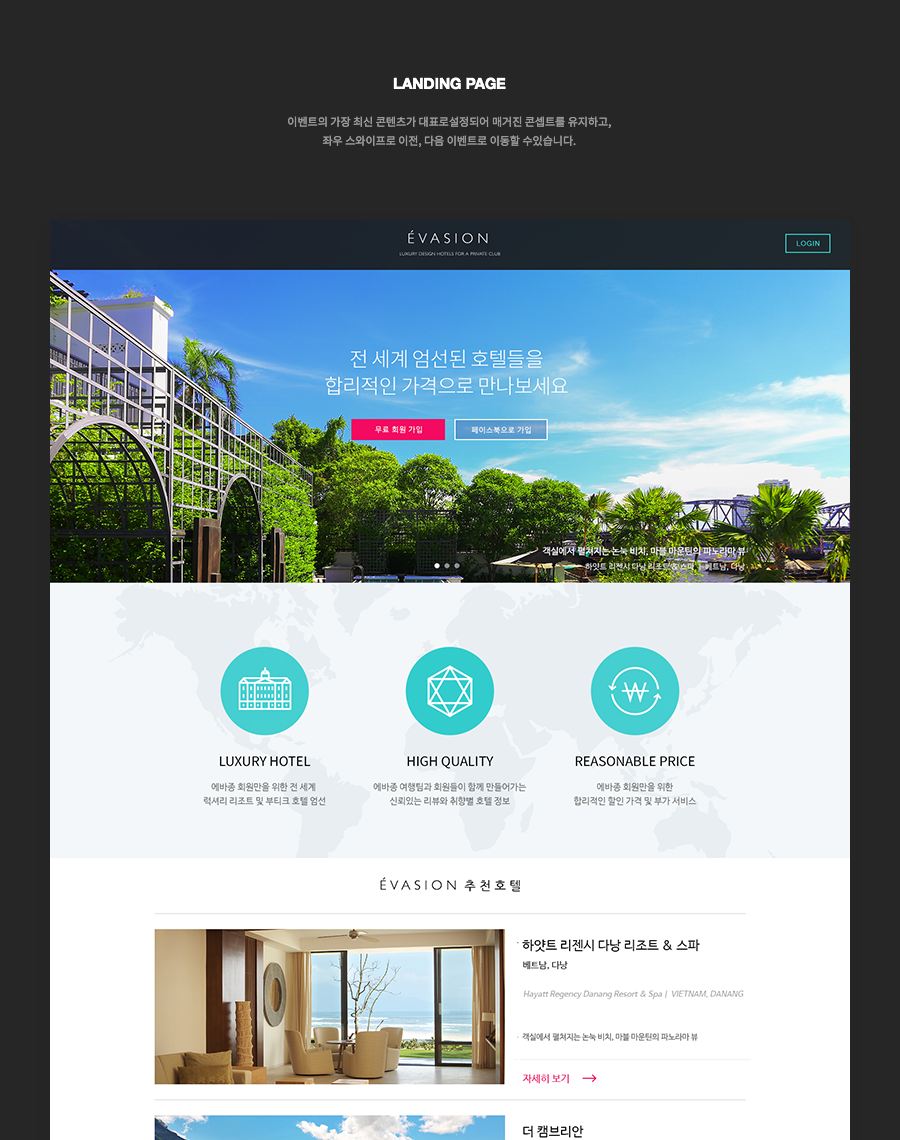 LANDING PAGE
이벤트의 가장 최신 콘텐츠가 대표로설정되어 매거진 콘셉트를 유지하고,
좌우 스와이프로 이전, 다음 이벤트로 이동할 수있습니다.
ÉVASION
LUXURY DESIGN HOTELS FOR A PRIVATE CLUB
LOGIN
전 세계 엄선된 호텔들을
합리적인 가격으로 만나보세요
무료 회원 가입
페이스북으로 가입
객실에서 펼쳐지는 논눅 비치, 마블 마운틴의 파노라마 뷰
하얏트 리젠시 다낭 리조트 & 스파 | 베트남, 다낭
LUXURY HOTEL
에바종 회원만을 위한 전 세계
럭셔리 리조트 및 부티크 호텔 엄선
HIGH QUALITY
에바종 여행팀과 회원들이 함께 만들어가는
신뢰있는 리뷰와 취향별 호텔 정보
REASONABLE PRICE
에바종 회원만을 위한
합리적인 할인 가격 및 부가 서비스
ÉVASION 추천호텔
하얏트 리젠시 다낭 리조트 & 스파
베트남, 다낭
Hayatt Regency Danang Resort & Spa | VIETNAM, DANANG
객실에서 펼쳐지는 논눅 비치, 마블 마운틴의 파노라마 뷰
자세히 보기
더 캠브리안